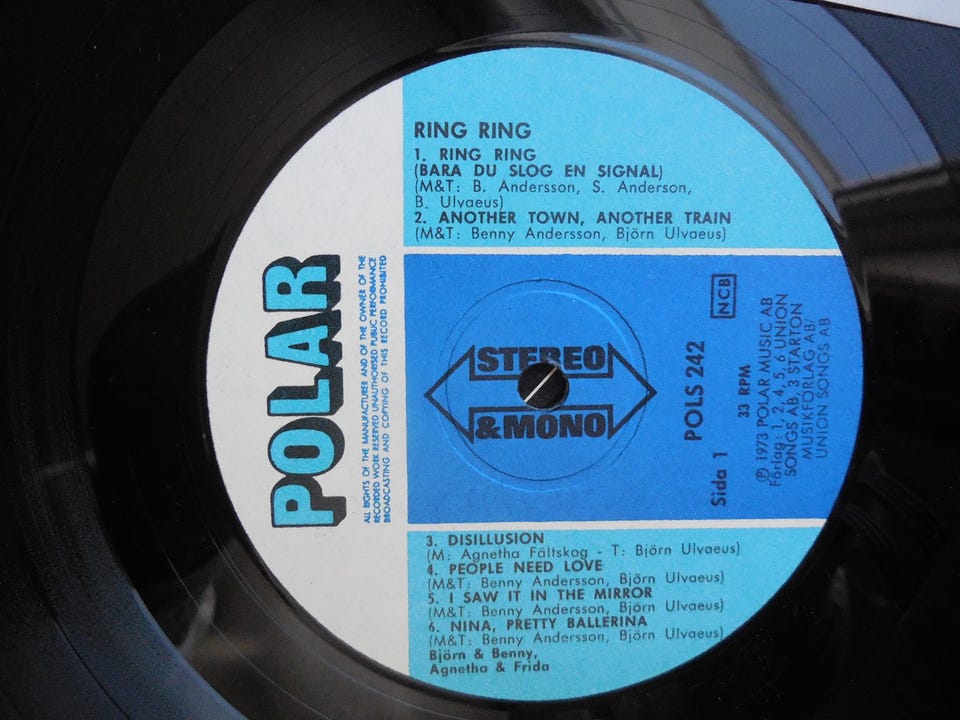 RING RING
1. RING RING
(BARA DU SLOG EN SIGNAL)
(M&T: B. Andersson, S. Anderson,
B. Ulvaeus)
2. ANOTHER TOWN, ANOTHER TRAIN
(M&T: Benny Andersson, Björn Ulvaeus)
POLAR
ALL RIGHTS OF THE MANUFACTURER AND OF THE OWNER OF THE
RECORDED WORK RESERVED UNAUTHORISED PUBLIC PERFORMANCE
BROADCASTING AND COPYING OF THIS RECORD PROHIBITED
STEREO
&MONO
POLS 242
Sida 1
NCB
33 RPM
Ⓟ 1973 POLAR MUSIC AB
Förlag: 1, 2, 4, 5, 6 UNION
SONGS AB, 3 STARTON
MUSIKFÖRLAG AB/
UNION SONGS AB
3. DISILLUSION
(M: Agnetha Fältskog - T: Björn Ulvaeus)
4. PEOPLE NEED LOVE
(M&T: Benny Andersson, Björn Ulvaeus)
5. I SAW IT IN THE MIRROR
(M&T: Benny Andersson, Björn Ulvaeus)
6. NINA, PRETTY BALLERINA
(M&T: Benny Andersson, Björn Ulvaeus)
Björn & Benny,
Agnetha & Frida